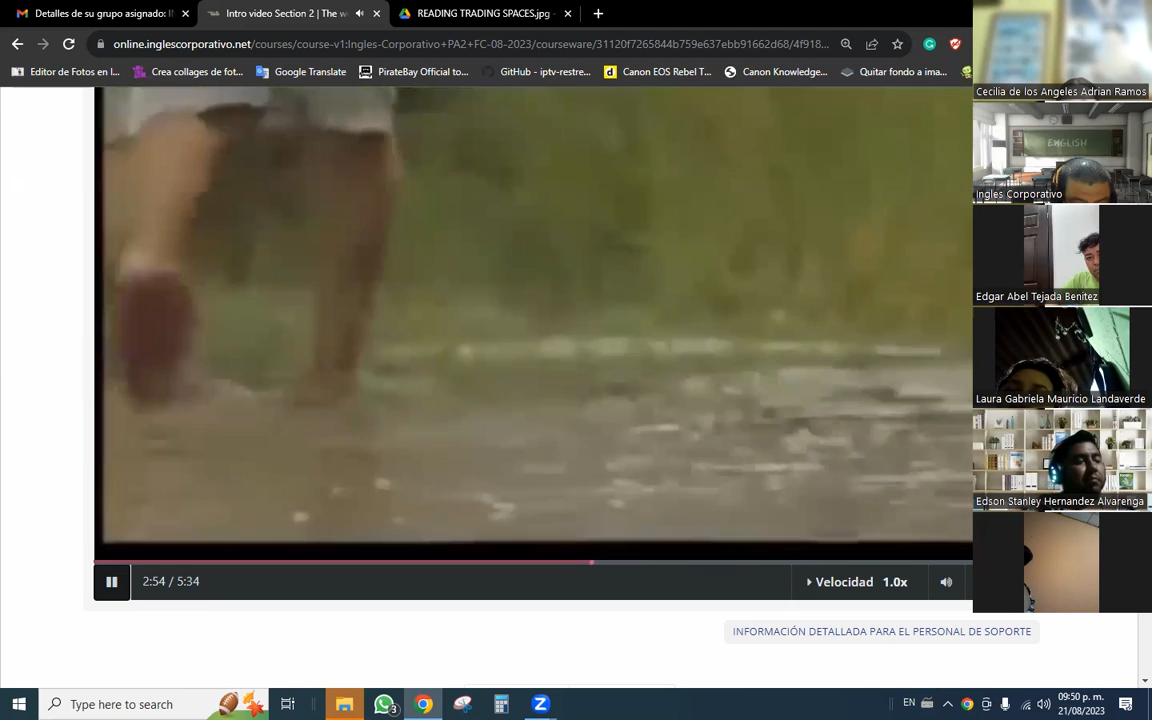 Detalles de su grupo asignado: I
Intro video Section 2 | The w
READING TRADING SPACES.jpg -
online.inglescorporativo.net/courses/course-v1:Ingles-Corporativo+PA2+FC-08-2023/courseware/31120f7265844b759e637ebb91662d68/4f918...
Editor de Fotos en l...
Crea collages de fot...
Google Translate
PirateBay Official to...
GitHub - iptv-restre...
Canon EOS Rebel T...
Canon Knowledge...
Quitar fondo a ima...
Cecilia de los Angeles Adrian Ramos
ENGLISH
Ingles Corporativo
Edgar Abel Tejada Benitez
Laura Gabriela Mauricio Landaverde
Edson Stanley Hernandez Alvarenga
2:54 / 5:34
Velocidad 1.0x
INFORMACIÓN DETALLADA PARA EL PERSONAL DE SOPORTE
Type here to search
3
EN
09:50 p. m.
21/08/2023